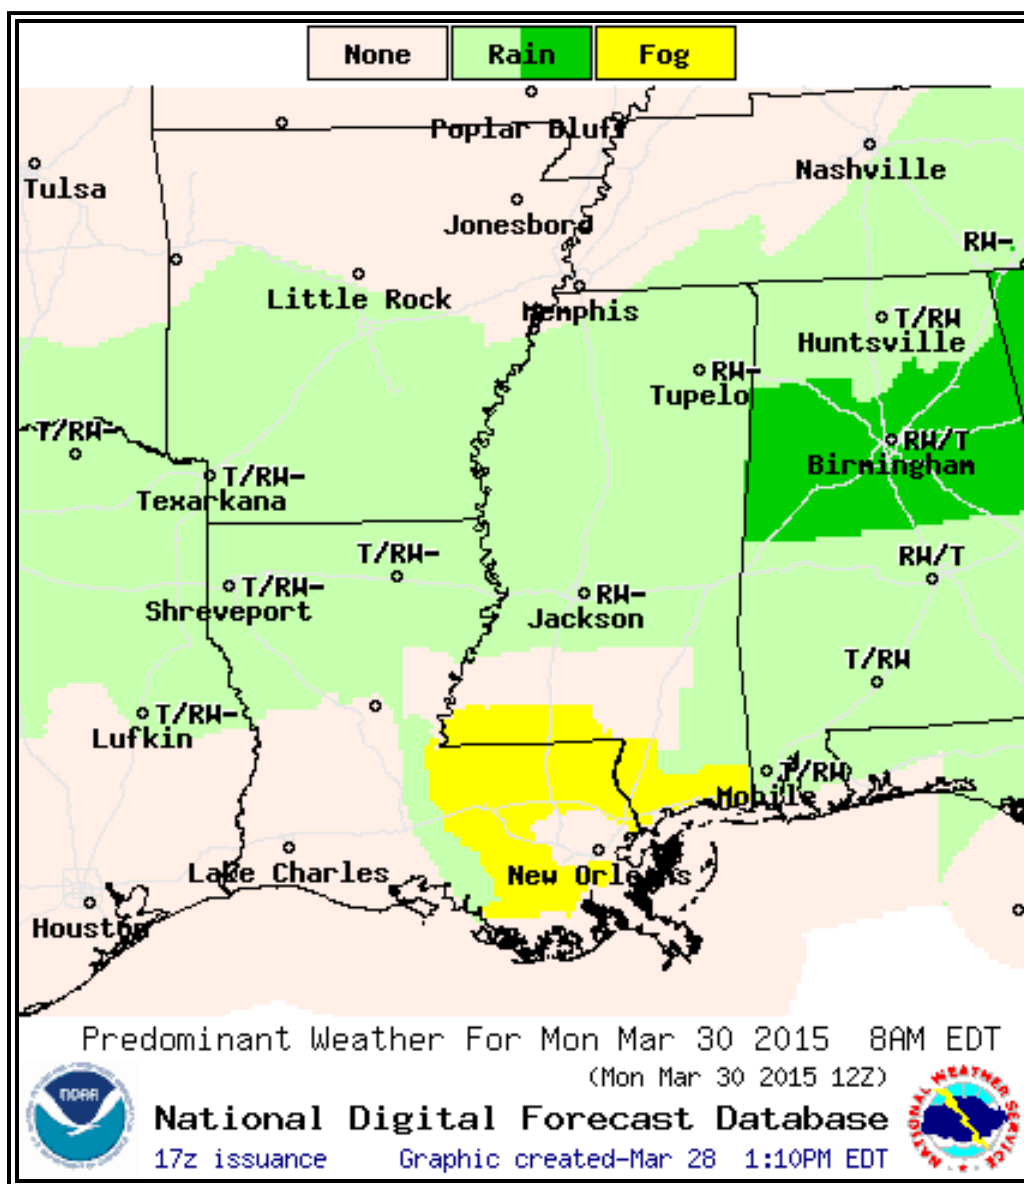 None Rain Fog
Poplar Bluff
Nashville
Tulsa
Jonesboro
RW-
Little Rock
Memphis
T/RW
Huntsville
RW-
Tupelo
T/RW-
RW/T
Birmingham
T/RW-
Texarkana
T/RW-
RW/T
T/RW-
Shreveport
RW-
Jackson
T/RW
T/RW-
Lufkin
T/RW
Mobile
Lake Charles
New Orleans
Houston
Predominant Weather For Mon Mar 30 2015 8AM EDT
(Mon Mar 30 2015 12Z)
NOAA
National Digital Forecast Database
17z issuance Graphic created-Mar 28 1:10PM EDT
NATIONAL WEATHER SERVICE